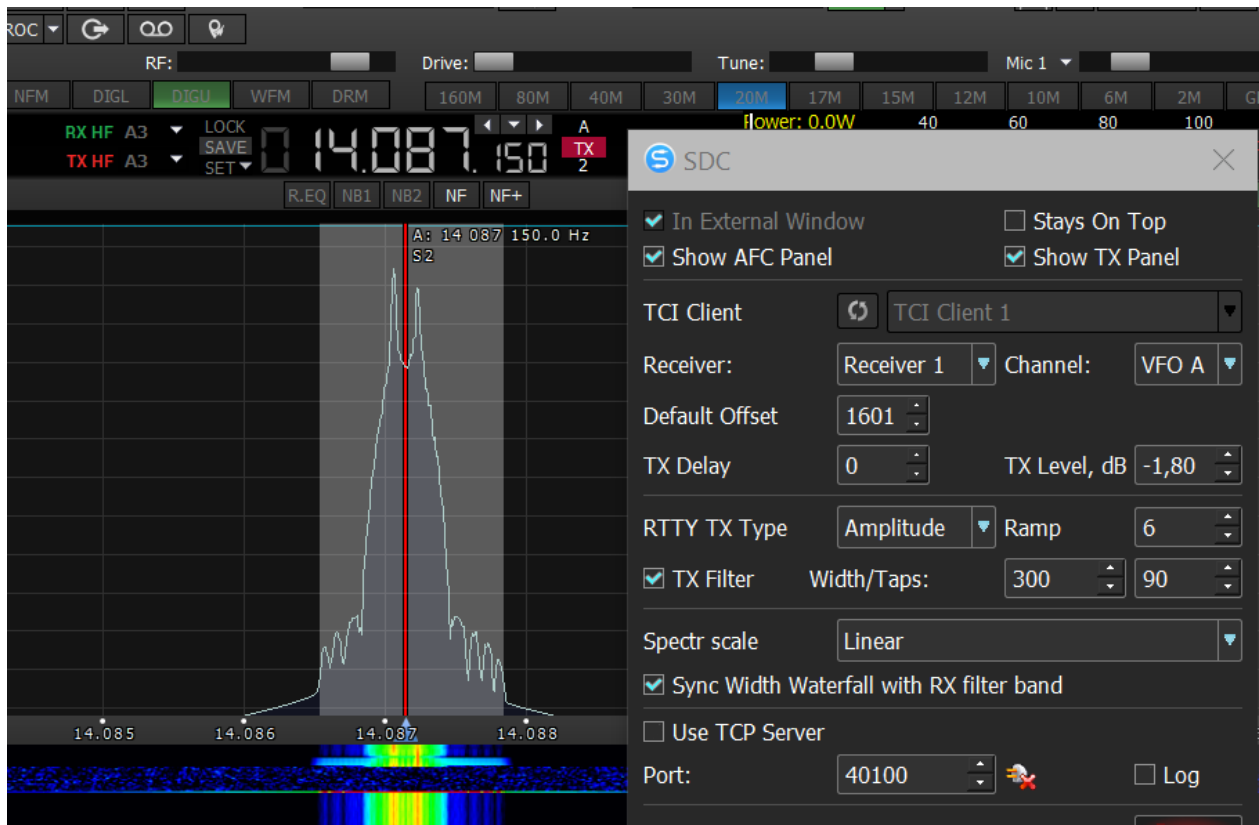 ROC
RF: Drive: Tune: Mic 1
NFM DIGL DIGU WFM DRM 160M 80M 40M 30M 20M 17M 15M 12M 10M 6M 2M
RX HF A3 LOCK
SAVE
TX HF A3 SET
14.087.150
A
TX
2
Power: 0.0W 40 60 80 100
R.EQ NB1 NB2 NF NF+
A: 14 087 150.0 Hz
S2
14.085 14.086 14.087 14.088
SDC
In External Window Stays On Top
Show AFC Panel Show TX Panel
TCI Client TCI Client 1
Receiver: Receiver 1 Channel: VFO A
Default Offset 1601
TX Delay 0 TX Level, dB -1,80
RTTY TX Type Amplitude Ramp 6
TX Filter Width/Taps: 300 90
Spectr scale Linear
Sync Width Waterfall with RX filter band
Use TCP Server
Port: 40100 Log